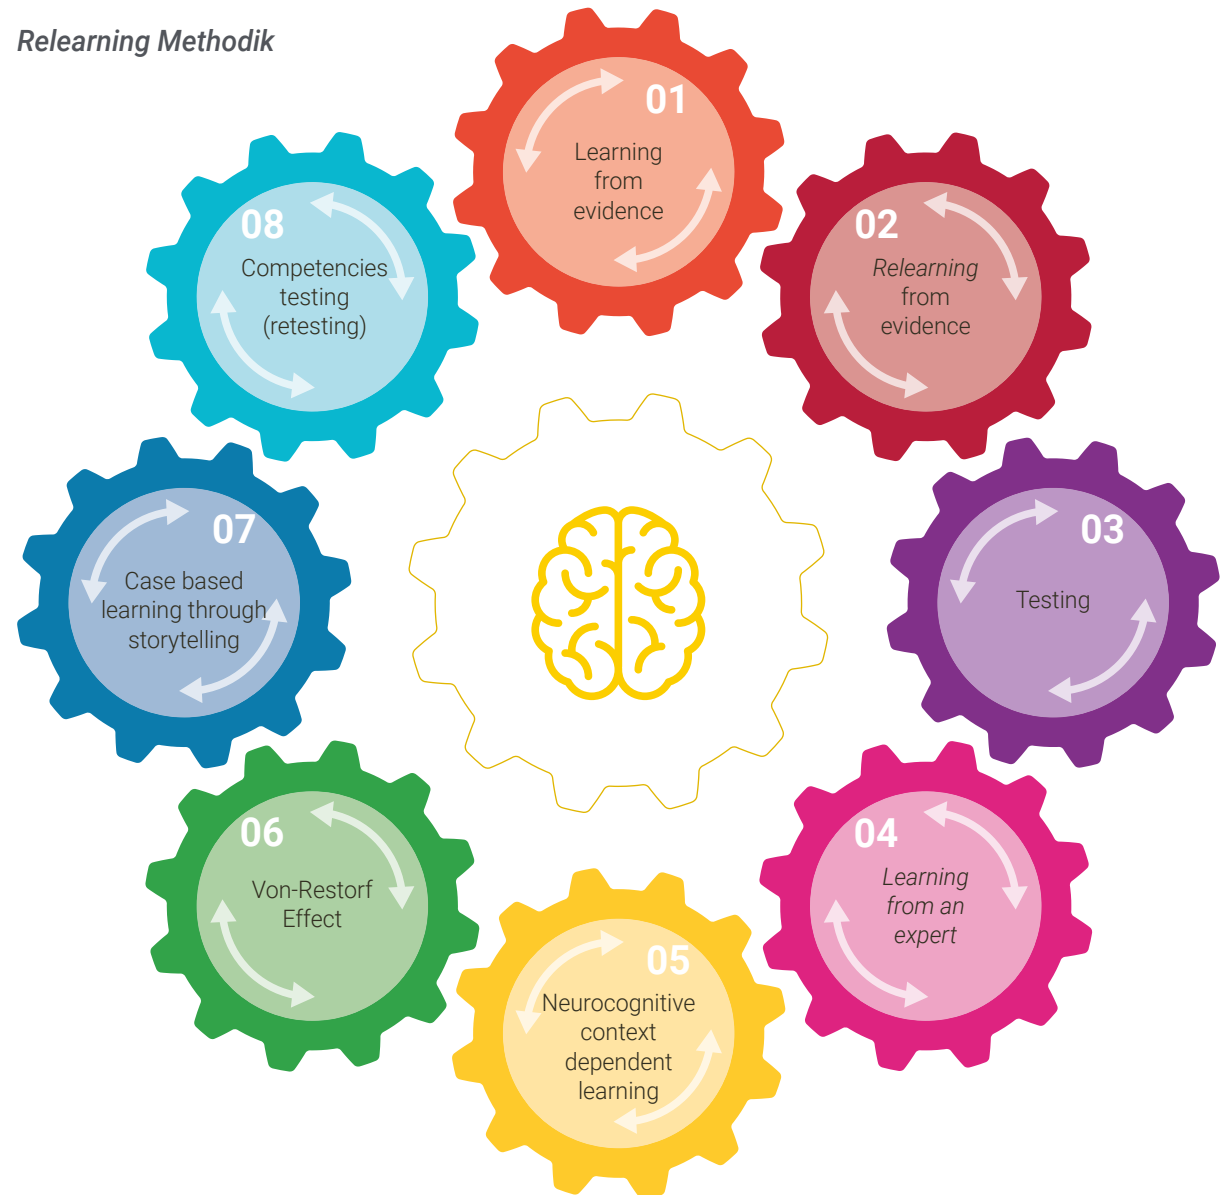 Relearning Methodik
01
Learning
from
evidence
02
Relearning
from
evidence
03
Testing
04
Learning
from an
expert
05
Neurocognitive
context
dependent
learning
06
Von-Restorf
Effect
07
Case based
learning through
storytelling
08
Competencies
testing
(retesting)